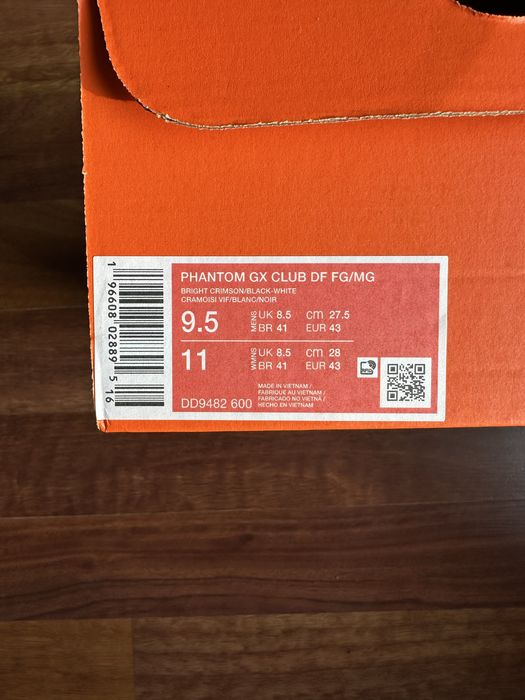 PHANTOM GX CLUB DF FG/MG
BRIGHT CRIMSON/BLACK-WHITE
CRAMOISI VIF/BLANC/NOIR
9.5 MENS UK 8.5 cm 27.5
BR 41 EUR 43
11 WMNS UK 8.5 cm 28
BR 41 EUR 43
MADE IN VIETNAM /
FABRIQUÉ AU VIETNAM /
FABRICADO NO VIETNÃ /
DD9482 600 HECHO EN VIETNAM
1 96608 02889 5 16